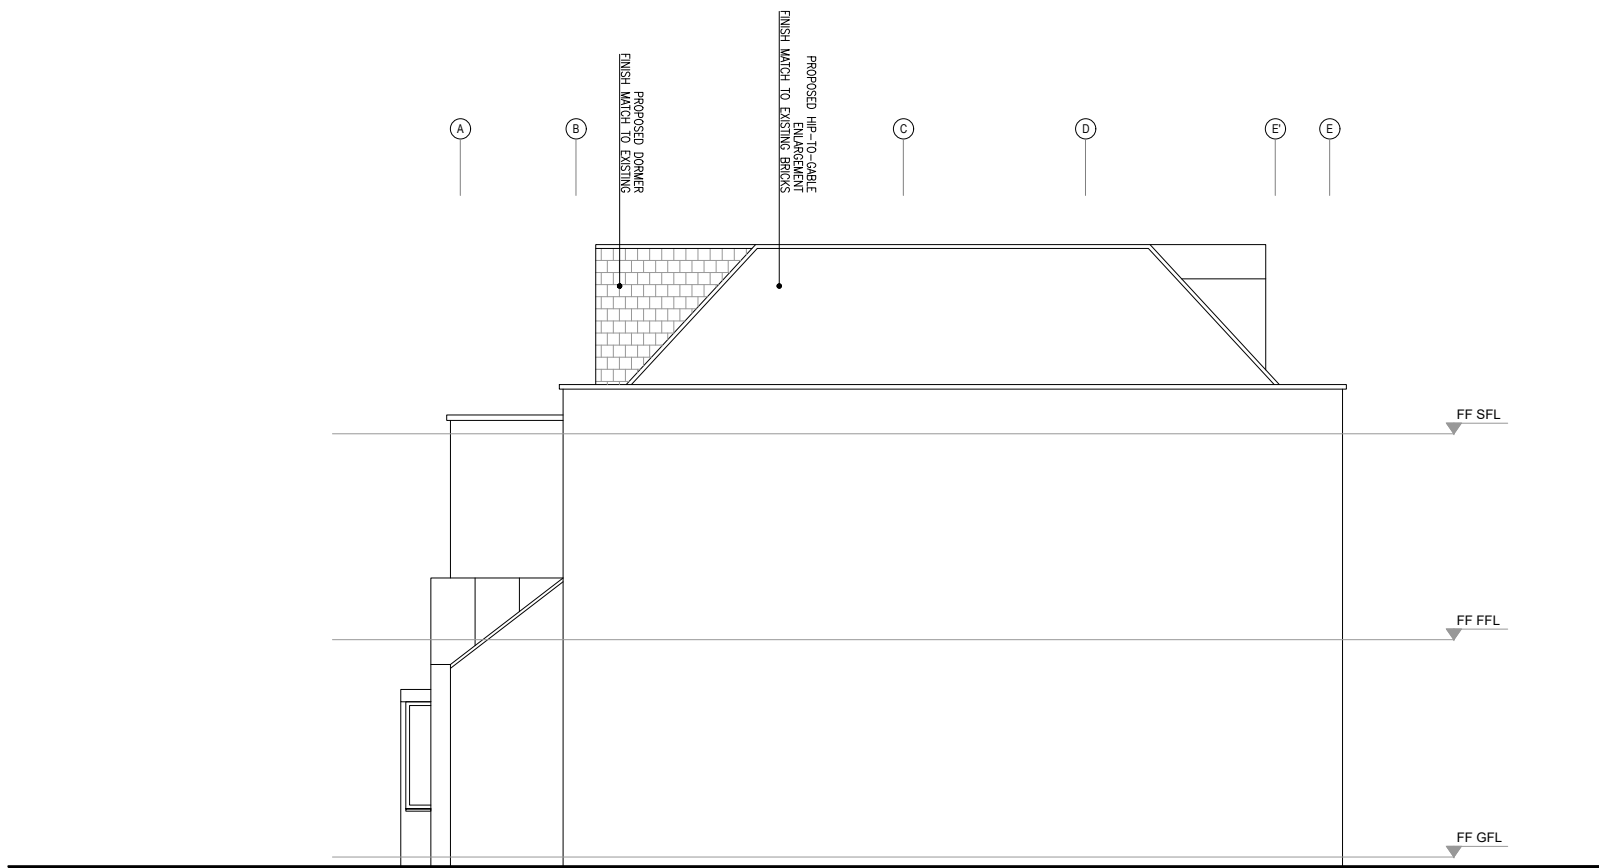 PROPOSED DORMER
FINISH MATCH TO EXISTING
PROPOSED HIP-TO-GABLE
ENLARGEMENT
FINISH MATCH TO EXISTING BRICKS
A
B
C
D
E'
E
FF SFL
FF FFL
FF GFL